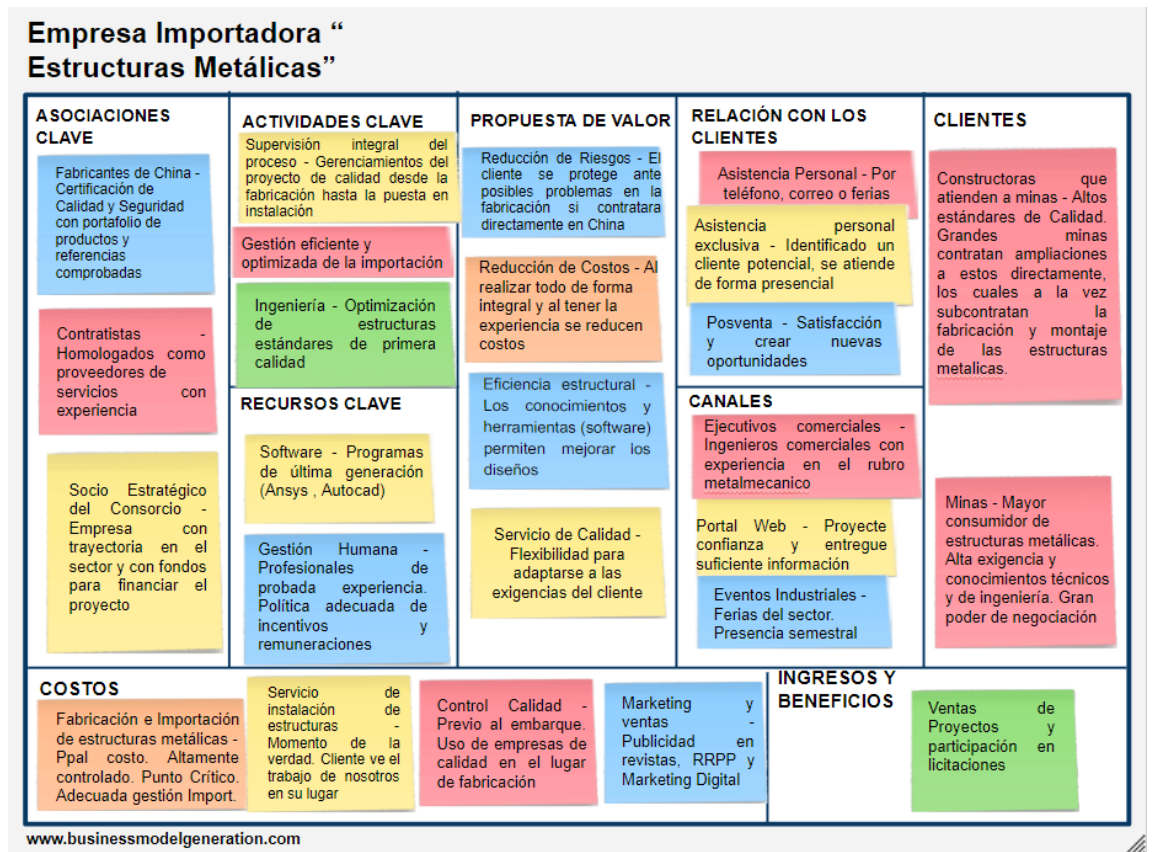 Empresa Importadora “
Estructuras Metálicas”
ASOCIACIONES
CLAVE
Fabricantes de China -
Certificación de
Calidad y Seguridad
con portafolio de
productos y
referencias
comprobadas
Contratistas -
Homologados como
proveedores de
servicios con
experiencia
Socio Estratégico
del Consorcio -
Empresa con
trayectoria en el
sector y con fondos
para financiar el
proyecto
ACTIVIDADES CLAVE
Supervisión integral del
proceso - Gerenciamientos del
proyecto de calidad desde la
fabricación hasta la puesta en
instalación
Gestión eficiente y
optimizada de la importación
Ingeniería - Optimización
de estructuras
estándares de primera
calidad
RECURSOS CLAVE
Software - Programas
de última generación
(Ansys , Autocad)
Gestión Humana -
Profesionales de
probada experiencia.
Política adecuada de
incentivos y
remuneraciones
PROPUESTA DE VALOR
Reducción de Riesgos - El
cliente se protege ante
posibles problemas en la
fabricación si contratara
directamente en China
Reducción de Costos - Al
realizar todo de forma
integral y al tener la
experiencia se reducen
costos
Eficiencia estructural -
Los conocimientos y
herramientas (software)
permiten mejorar los
diseños
Servicio de Calidad -
Flexibilidad para
adaptarse a las
exigencias del cliente
RELACIÓN CON LOS
CLIENTES
Asistencia Personal - Por
teléfono, correo o ferias
Asistencia personal
exclusiva - Identificado un
cliente potencial, se atiende
de forma presencial
Posventa - Satisfacción
y crear nuevas
oportunidades
CANALES
Ejecutivos comerciales -
Ingenieros comerciales con
experiencia en el rubro
metalmecanico
Portal Web - Proyecte
confianza y entregue
suficiente información
Eventos Industriales -
Ferias del sector.
Presencia semestral
CLIENTES
Constructoras que
atienden a minas - Altos
estándares de Calidad.
Grandes minas
contratan ampliaciones
a estos directamente,
los cuales a la vez
subcontratan la
fabricación y montaje
de las estructuras
metalicas.
Minas - Mayor
consumidor de
estructuras metálicas.
Alta exigencia y
conocimientos técnicos
y de ingeniería. Gran
poder de negociación
COSTOS
Fabricación e Importación
de estructuras metálicas -
Ppal costo. Altamente
controlado. Punto Crítico.
Adecuada gestión Import.
Servicio de
instalación de
estructuras -
Momento de la
verdad. Cliente ve el
trabajo de nosotros
en su lugar
Control Calidad -
Previo al embarque.
Uso de empresas de
calidad en el lugar
de fabricación
Marketing y
ventas -
Publicidad en
revistas, RRPP y
Marketing Digital
INGRESOS Y
BENEFICIOS
Ventas de
Proyectos y
participación en
licitaciones
www.businessmodelgeneration.com